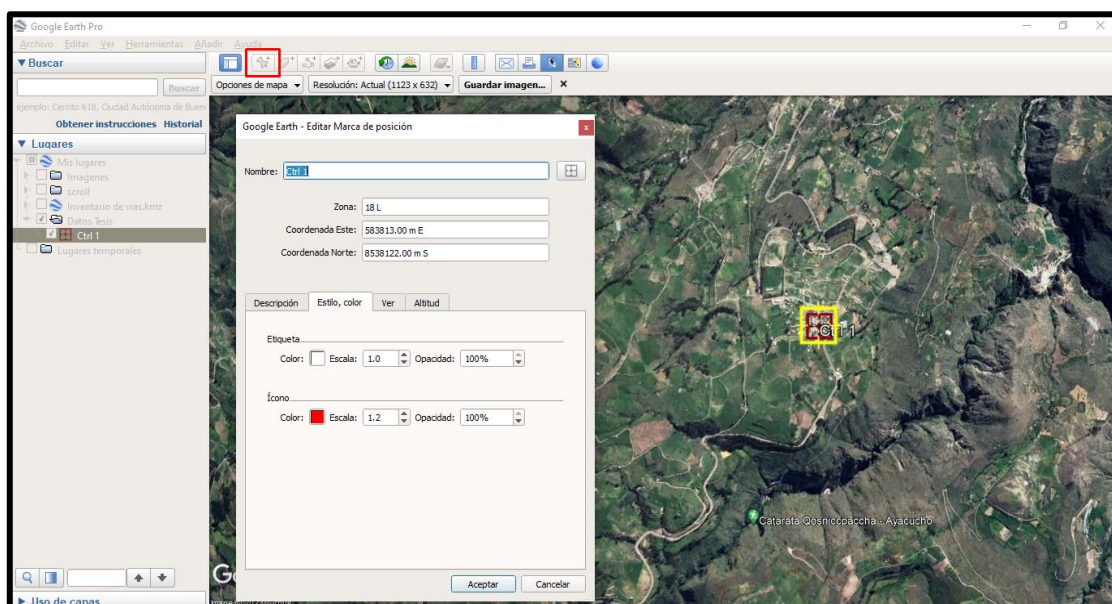 Google Earth Pro
Archivo Editar Ver Herramientas Añadir Ayuda
Buscar
Buscar
ejemplo: Cerrito 618, Ciudad Autónoma de Buen
Obtener instrucciones Historial
Lugares
Mis lugares
Imagenes
scroll
Inventario de vias.kmz
Datos Tesis
Ctrl 1
Lugares temporales
Uso de capas
Opciones de mapa
Resolución: Actual (1123 x 632)
Guardar imagen...
Google Earth - Editar Marca de posición
Nombre: Ctrl 1
Zona: 18 L
Coordenada Este: 583813.00 m E
Coordenada Norte: 8538122.00 m S
Descripción Estilo, color Ver Altitud
Etiqueta
Color: Escala: 1.0 Opacidad: 100%
Ícono
Color: Escala: 1.2 Opacidad: 100%
Aceptar Cancelar
Ctrl 1
Catarata Qosniccpaccha - Ayacucho